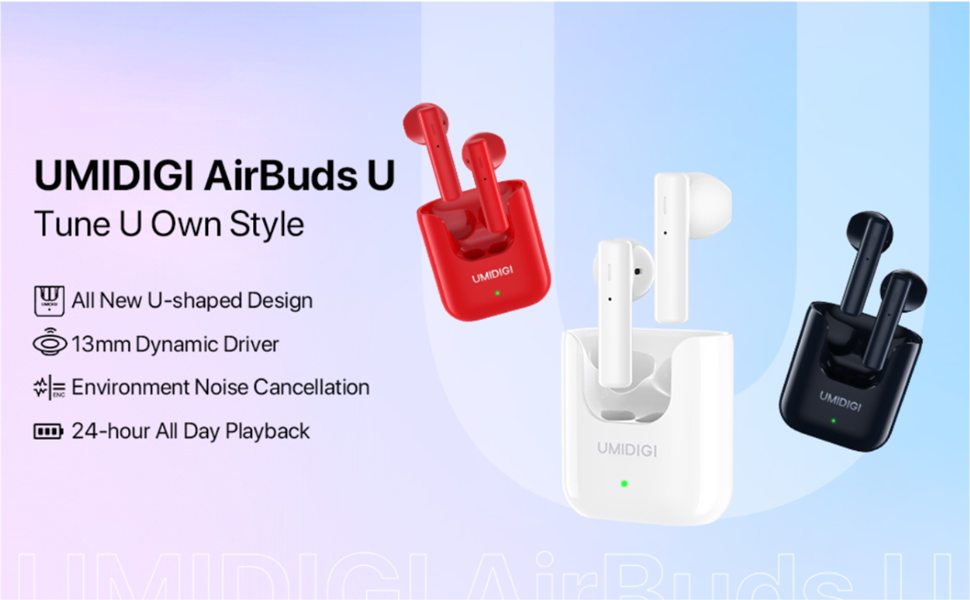 UMIDIGI AirBuds U
Tune U Own Style
All New U-shaped Design
13mm Dynamic Driver
ENC
Environment Noise Cancellation
24-hour All Day Playback
UMIDIGI
UMIDIGI
UMIDIGI
UMIDIGI AirBuds U